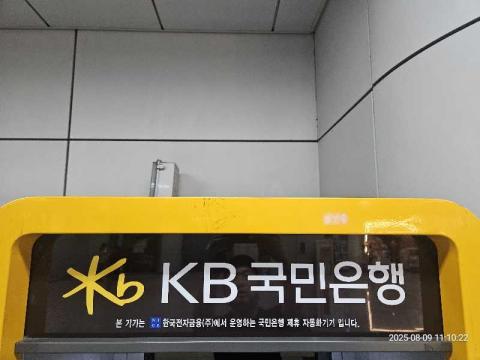 KB 국민은행
본 기기는 한국전자금융(주)에서 운영하는 국민은행 제휴 자동화기기 입니다.
2025-08-09 11:10:22